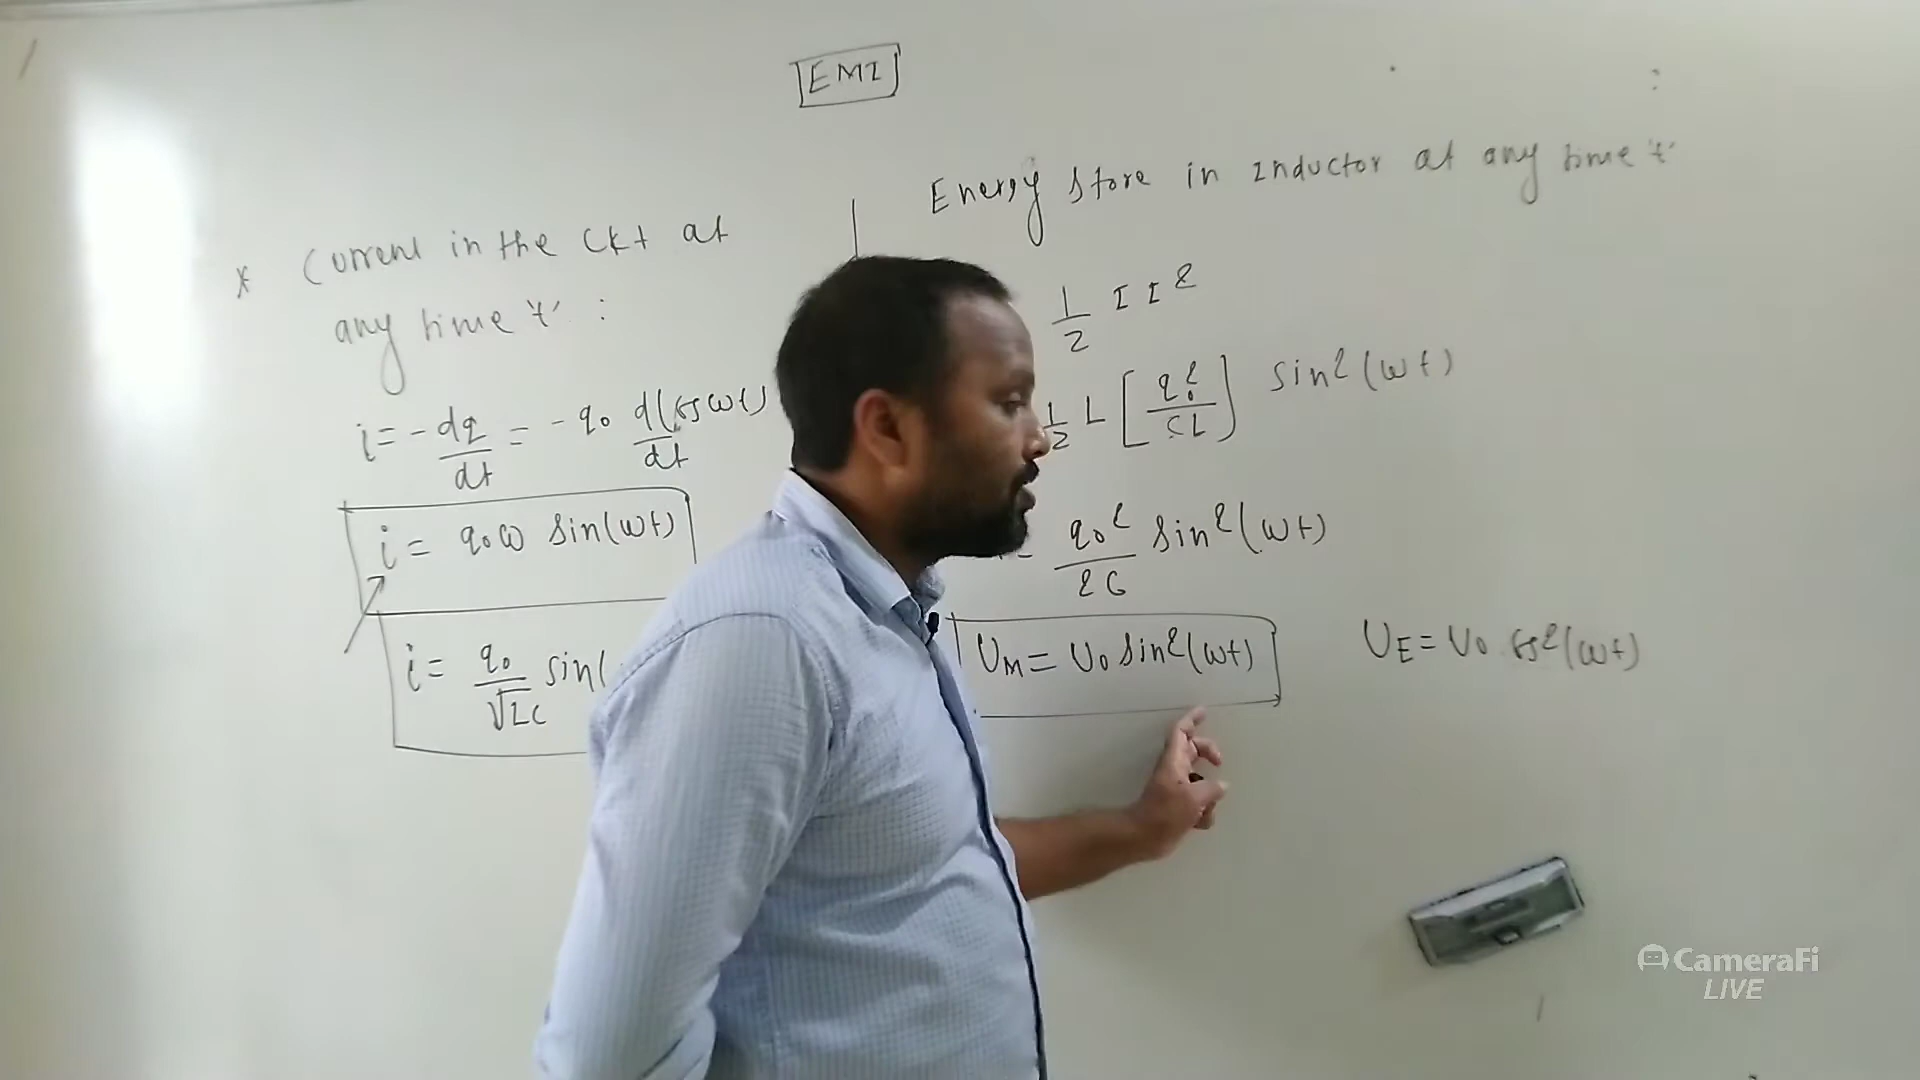 EMI
* Current in the Ckt at
any time 't' :
i = - dq/dt = - q₀ d(cosωt)/dt
i = q₀ω sin(ωt)
i = q₀/√LC sin(
Energy store in Inductor at any time 't'
1/2 L I²
1/2 L [q₀²/CL] sin²(ωt)
= q₀²/2C sin²(ωt)
U_M = U₀ sin²(ωt)
U_E = U₀ cos²(ωt)
CameraFi
LIVE